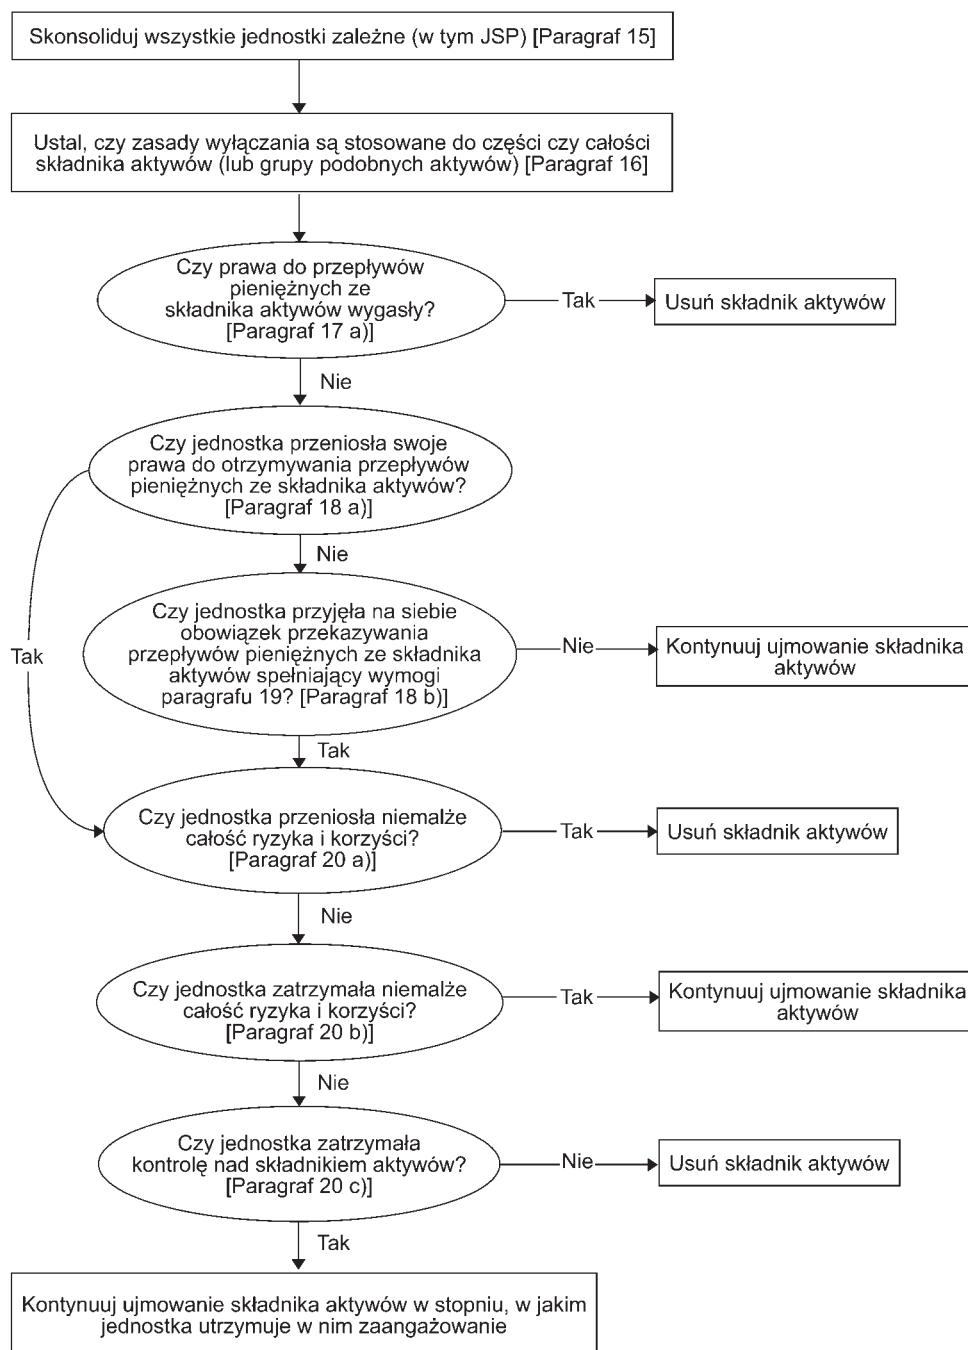 Skonsoliduj wszystkie jednostki zależne (w tym JSP) [Paragraf 15]
Ustal, czy zasady wyłączania są stosowane do części czy całości
składnika aktywów (lub grupy podobnych aktywów) [Paragraf 16]
Czy prawa do przepływów
pieniężnych ze
składnika aktywów wygasły?
[Paragraf 17 a)]
Tak
Usuń składnik aktywów
Nie
Czy jednostka przeniosła swoje
prawa do otrzymywania przepływów
pieniężnych ze składnika aktywów?
[Paragraf 18 a)]
Nie
Tak
Czy jednostka przyjęła na siebie
obowiązek przekazywania
przepływów pieniężnych ze składnika
aktywów spełniający wymogi
paragrafu 19? [Paragraf 18 b)]
Nie
Kontynuuj ujmowanie składnika
aktywów
Tak
Czy jednostka przeniosła niemalże
całość ryzyka i korzyści?
[Paragraf 20 a)]
Tak
Usuń składnik aktywów
Nie
Czy jednostka zatrzymała niemalże
całość ryzyka i korzyści?
[Paragraf 20 b)]
Tak
Kontynuuj ujmowanie składnika
aktywów
Nie
Czy jednostka zatrzymała
kontrolę nad składnikiem aktywów?
[Paragraf 20 c)]
Nie
Usuń składnik aktywów
Tak
Kontynuuj ujmowanie składnika aktywów w stopniu, w jakim
jednostka utrzymuje w nim zaangażowanie